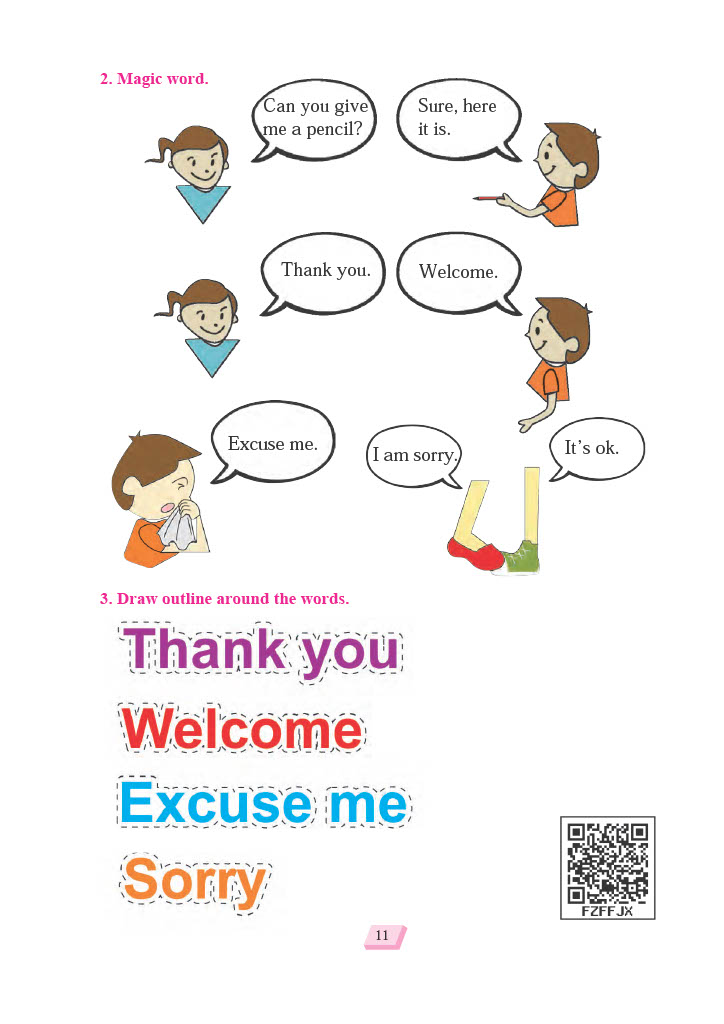 2. Magic word.
Can you give
me a pencil?
Sure, here
it is.
Thank you.
Welcome.
Excuse me.
I am sorry.
It's ok.
3. Draw outline around the words.
Thank you
Welcome
Excuse me
Sorry
FZFFJX
11